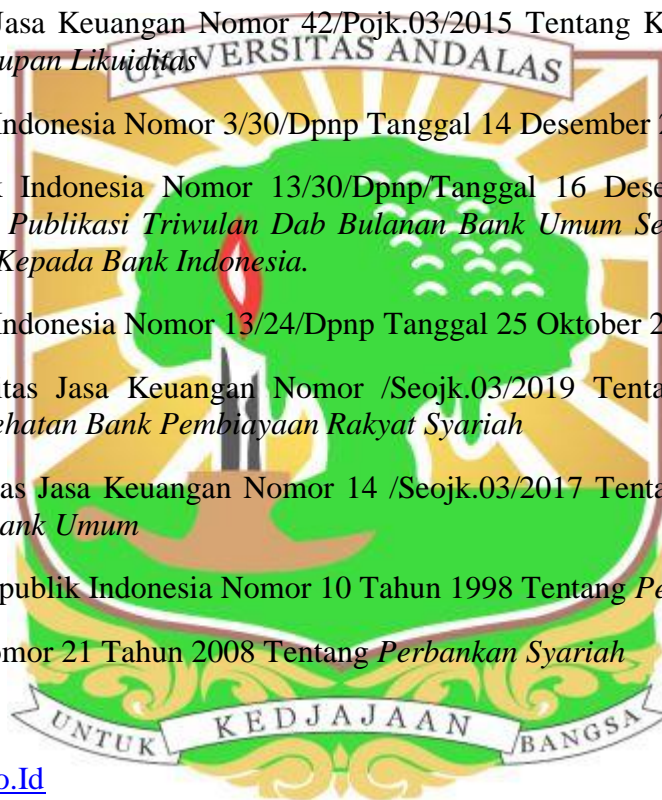 Jasa Keuangan Nomor 42/Pojk.03/2015 Tentang K
upan Likuiditas
UNIVERSITAS ANDALAS
Indonesia Nomor 3/30/Dpnp Tanggal 14 Desember 2
k Indonesia Nomor 13/30/Dpnp/Tanggal 16 Dese
Publikasi Triwulan Dab Bulanan Bank Umum Se
Kepada Bank Indonesia.
Indonesia Nomor 13/24/Dpnp Tanggal 25 Oktober 2
itas Jasa Keuangan Nomor /Seojk.03/2019 Tenta
ehatan Bank Pembiayaan Rakyat Syariah
as Jasa Keuangan Nomor 14 /Seojk.03/2017 Tenta
ank Umum
publik Indonesia Nomor 10 Tahun 1998 Tentang Pe
omor 21 Tahun 2008 Tentang Perbankan Syariah
UNTUK KEDJAJAAN BANGSA
o.Id